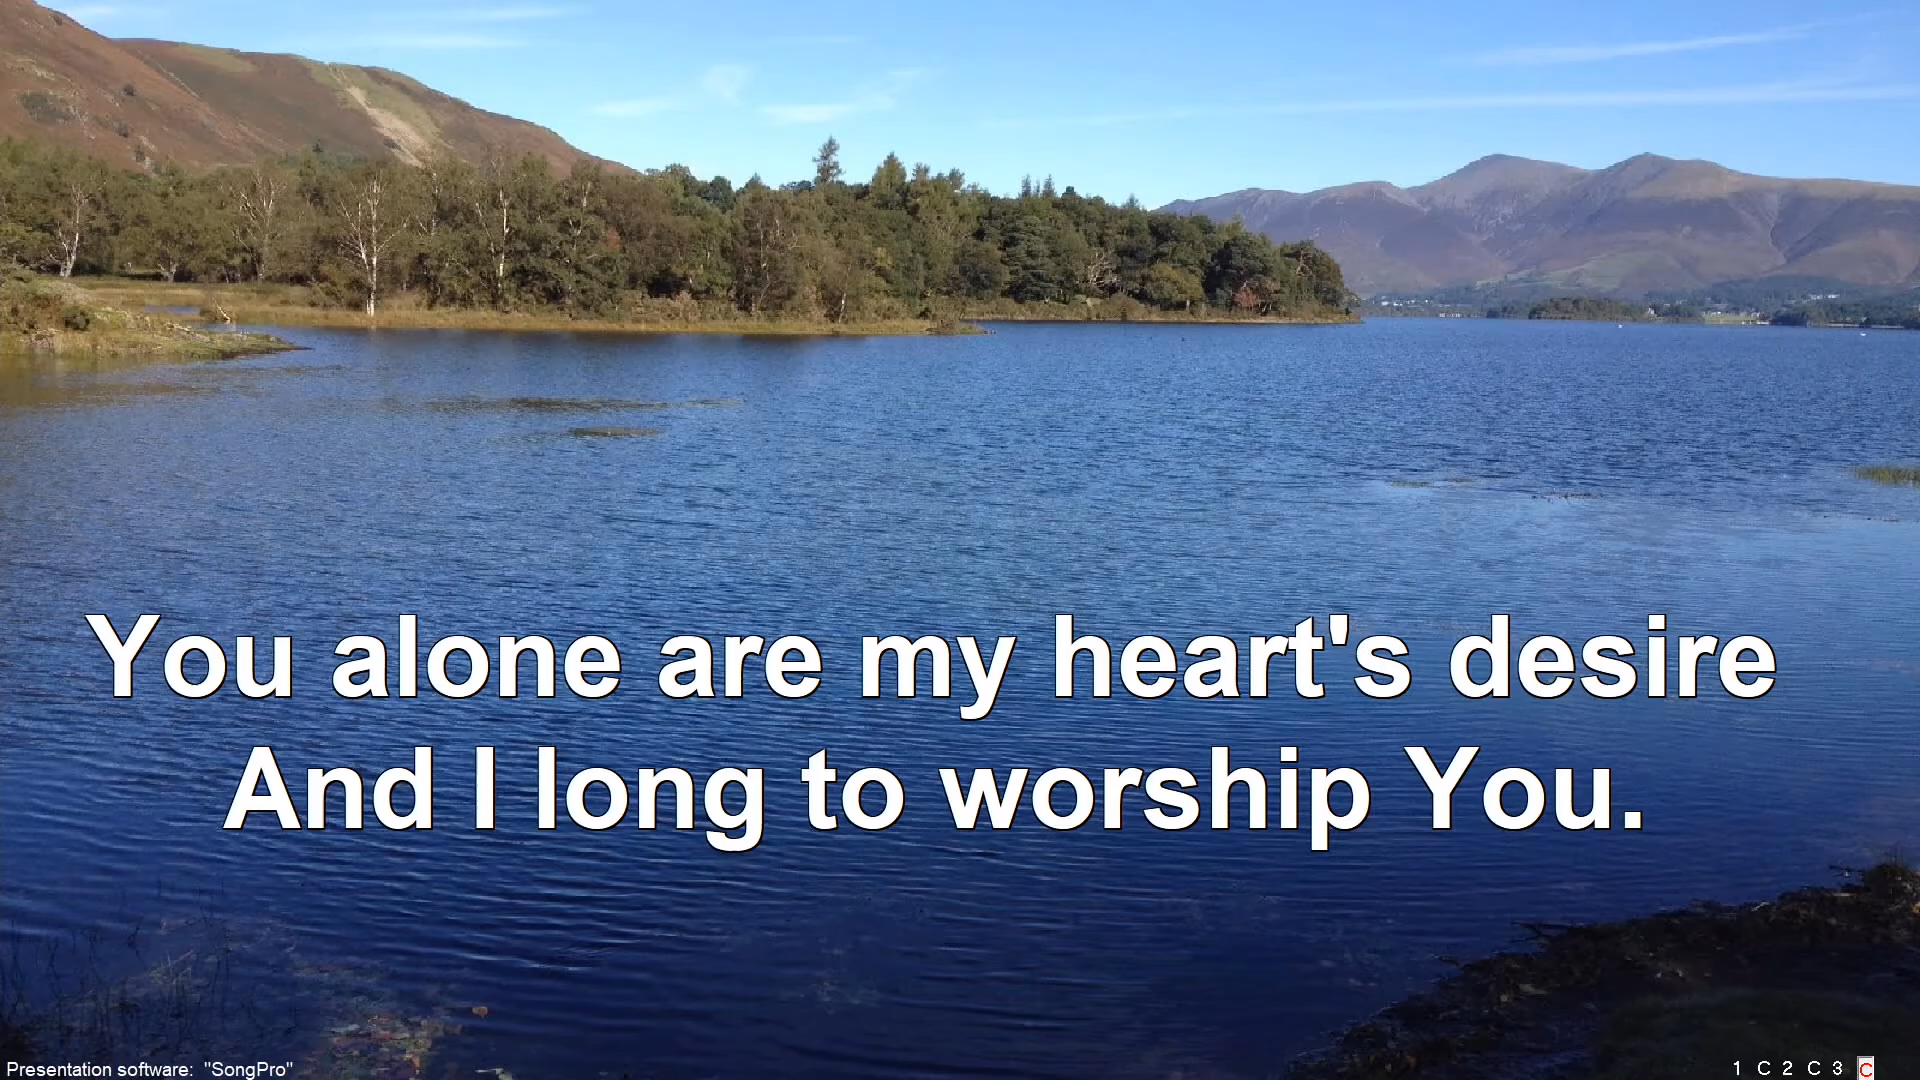 You alone are my heart's desire
And I long to worship You.
Presentation software: "SongPro"
1 C 2 C 3 C